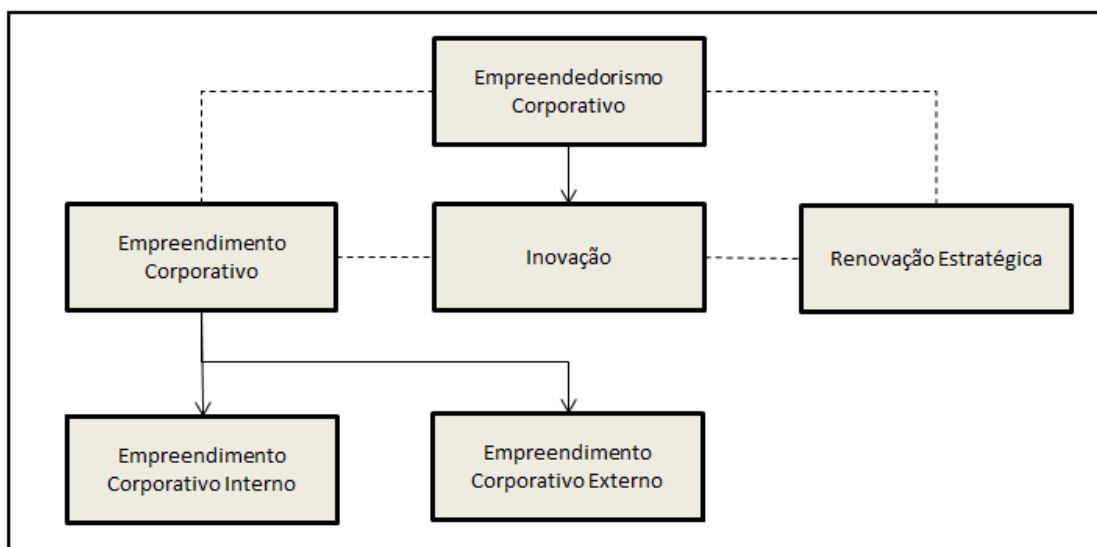 Empreendedorismo
Corporativo
Empreendimento
Corporativo
Inovação
Renovação Estratégica
Empreendimento
Corporativo Interno
Empreendimento
Corporativo Externo